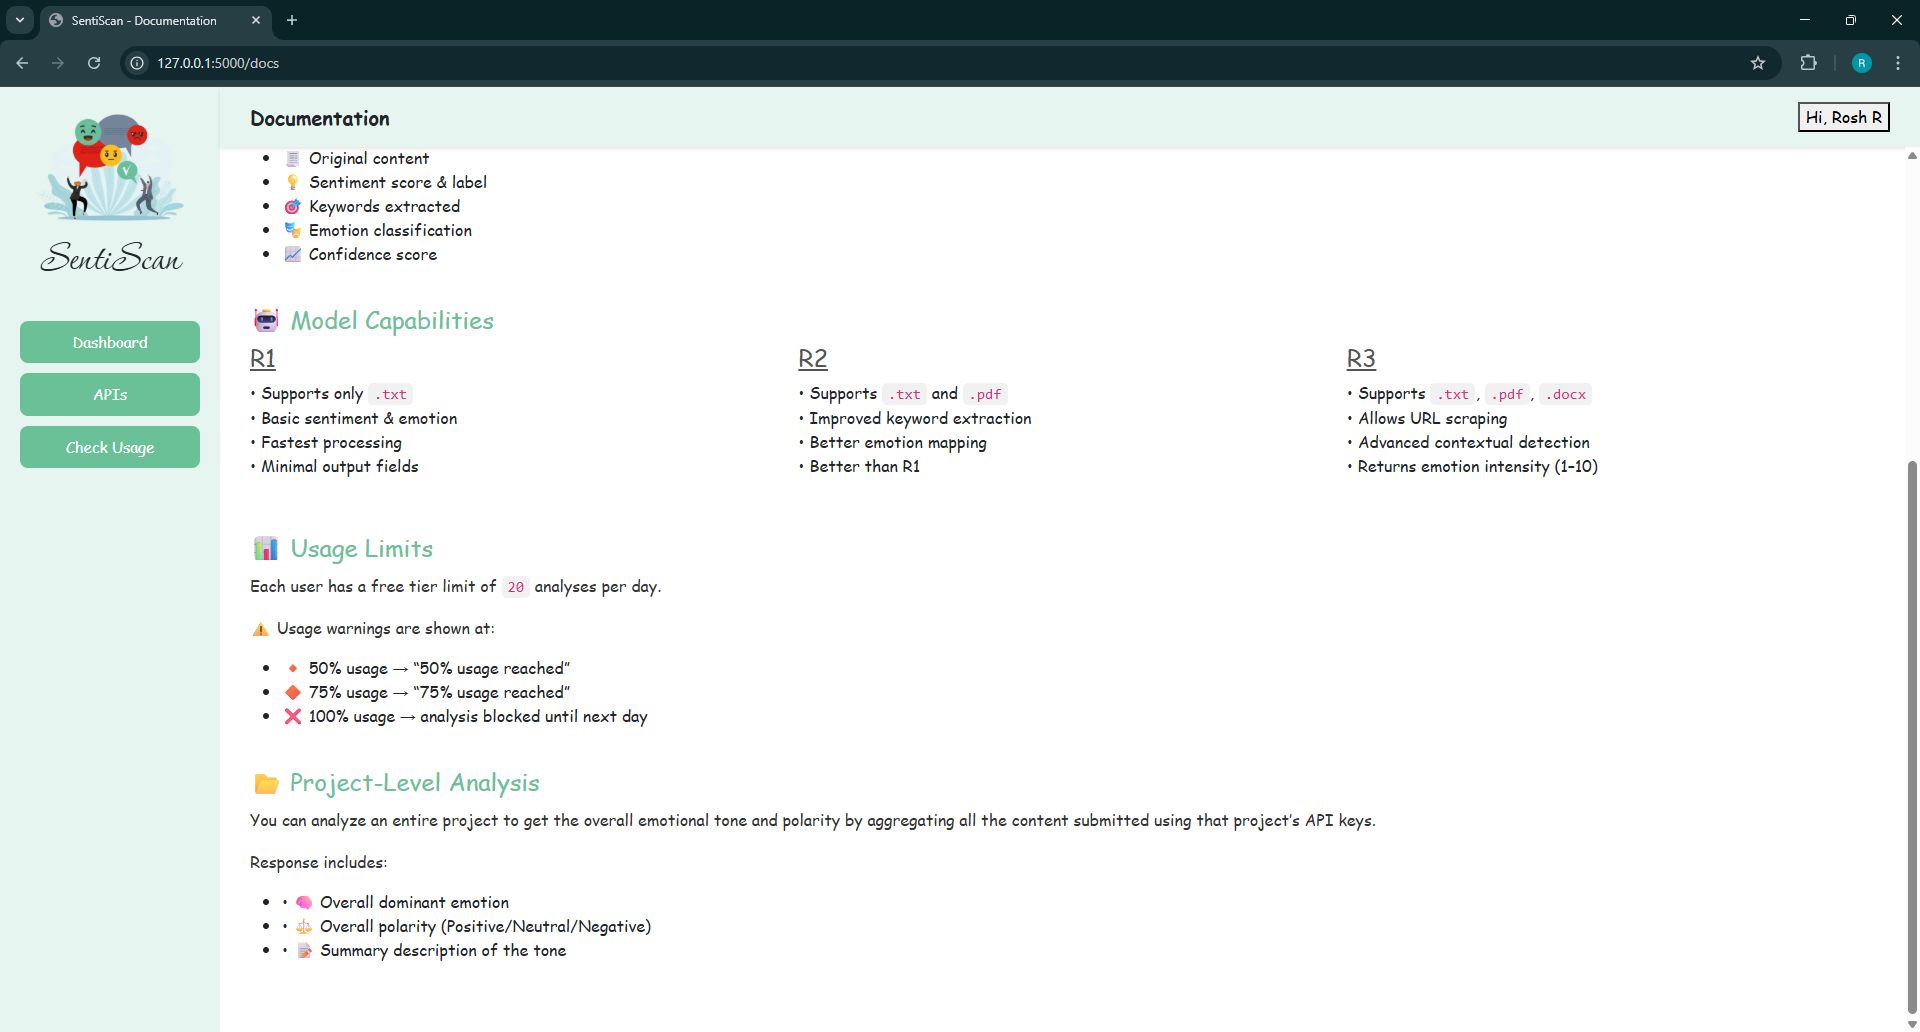 SentiScan - Documentation
127.0.0.1:5000/docs
R
SentiScan
Dashboard
APIs
Check Usage
Documentation
Hi, Rosh R
• Original content
• Sentiment score & label
• Keywords extracted
• Emotion classification
• Confidence score
Model Capabilities
R1
• Supports only .txt
• Basic sentiment & emotion
• Fastest processing
• Minimal output fields
R2
• Supports .txt and .pdf
• Improved keyword extraction
• Better emotion mapping
• Better than R1
R3
• Supports .txt, .pdf, .docx
• Allows URL scraping
• Advanced contextual detection
• Returns emotion intensity (1–10)
Usage Limits
Each user has a free tier limit of 20 analyses per day.
⚠️ Usage warnings are shown at:
• 🔸 50% usage → “50% usage reached”
• 🔶 75% usage → “75% usage reached”
• ❌ 100% usage → analysis blocked until next day
Project-Level Analysis
You can analyze an entire project to get the overall emotional tone and polarity by aggregating all the content submitted using that project’s API keys.
Response includes:
• • Overall dominant emotion
• • Overall polarity (Positive/Neutral/Negative)
• • Summary description of the tone